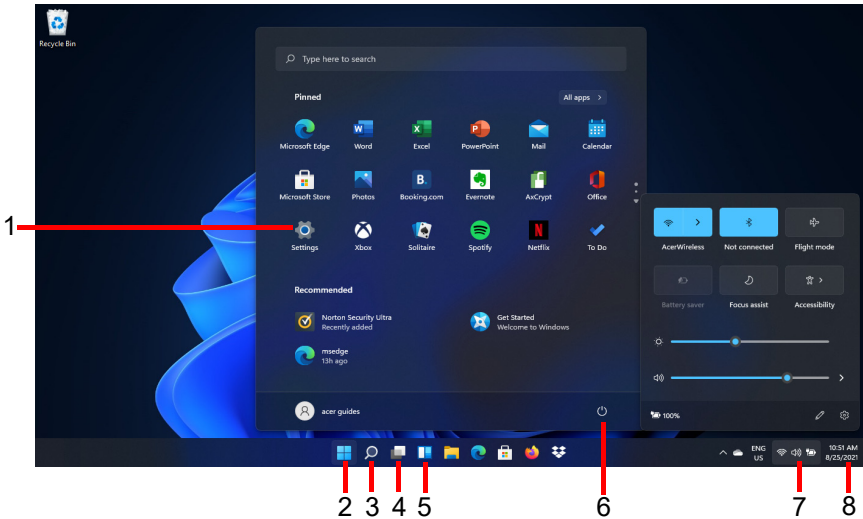 Recycle Bin
Type here to search
Pinned
All apps >
Microsoft Edge
Word
Excel
PowerPoint
Mail
Calendar
Microsoft Store
Photos
B.
Booking.com
Evernote
AxCrypt
Office
1
Settings
Xbox
Solitaire
Spotify
Netflix
To Do
Recommended
Norton Security Ultra
Recently added
Get Started
Welcome to Windows
msedge
13h ago
acer guides
AcerWireless
Not connected
Flight mode
Battery saver
Focus assist
Accessibility
100%
ENG
US
10:51 AM
8/25/2021
2 3 4 5 6 7 8